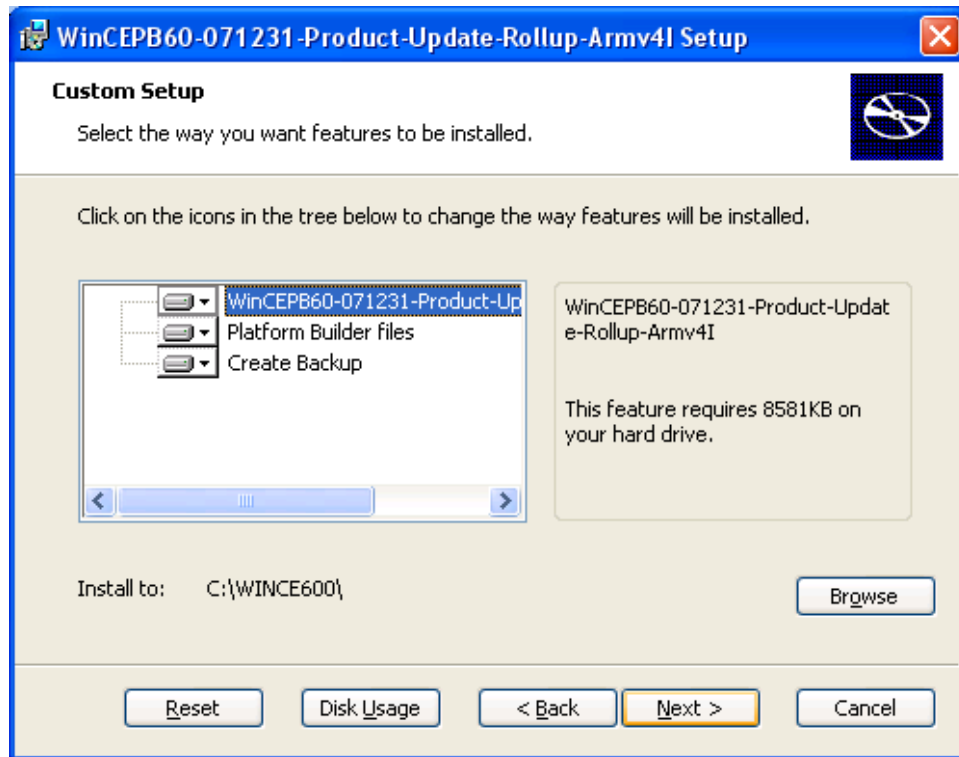 WinCEPB60-071231-Product-Update-Rollup-Armv4I Setup
Custom Setup
Select the way you want features to be installed.
Click on the icons in the tree below to change the way features will be installed.
WinCEPB60-071231-Product-Up
Platform Builder files
Create Backup
WinCEPB60-071231-Product-Updat
e-Rollup-Armv4I
This feature requires 8581KB on
your hard drive.
Install to: C:\WINCE600\
Browse
Reset
Disk Usage
< Back
Next >
Cancel